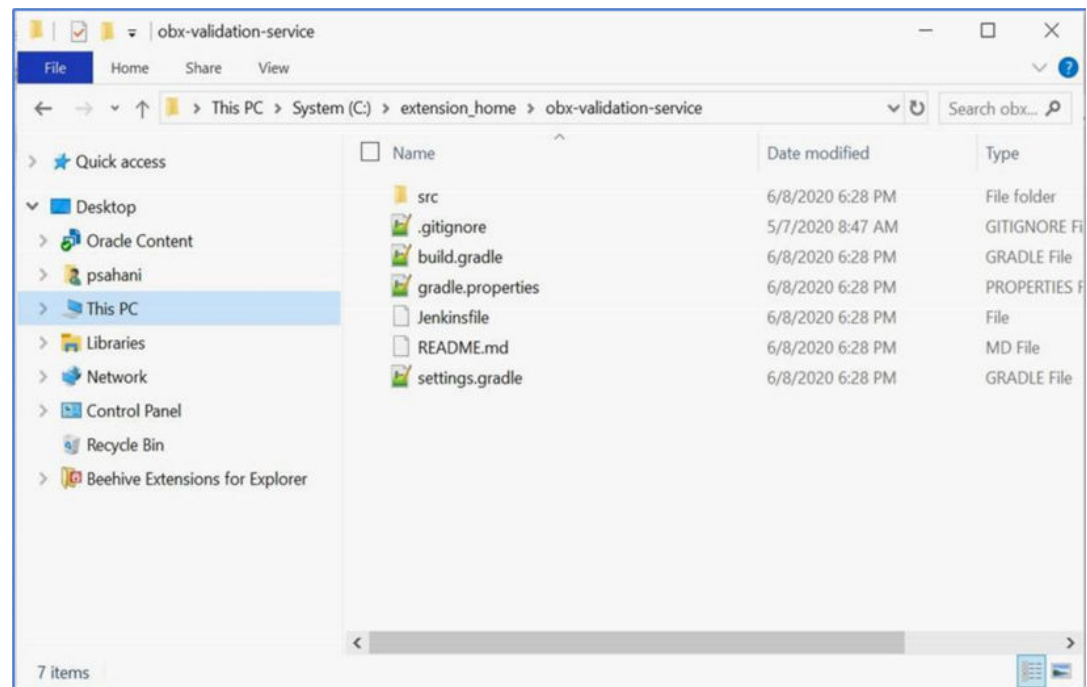 obx-validation-service
File Home Share View
This PC > System (C:) > extension_home > obx-validation-service Search obx...
Quick access
Desktop
Oracle Content
psahani
This PC
Libraries
Network
Control Panel
Recycle Bin
Beehive Extensions for Explorer
Name Date modified Type
src 6/8/2020 6:28 PM File folder
.gitignore 5/7/2020 8:47 AM GITIGNORE Fi
build.gradle 6/8/2020 6:28 PM GRADLE File
gradle.properties 6/8/2020 6:28 PM PROPERTIES F
Jenkinsfile 6/8/2020 6:28 PM File
README.md 6/8/2020 6:28 PM MD File
settings.gradle 6/8/2020 6:28 PM GRADLE File
7 items